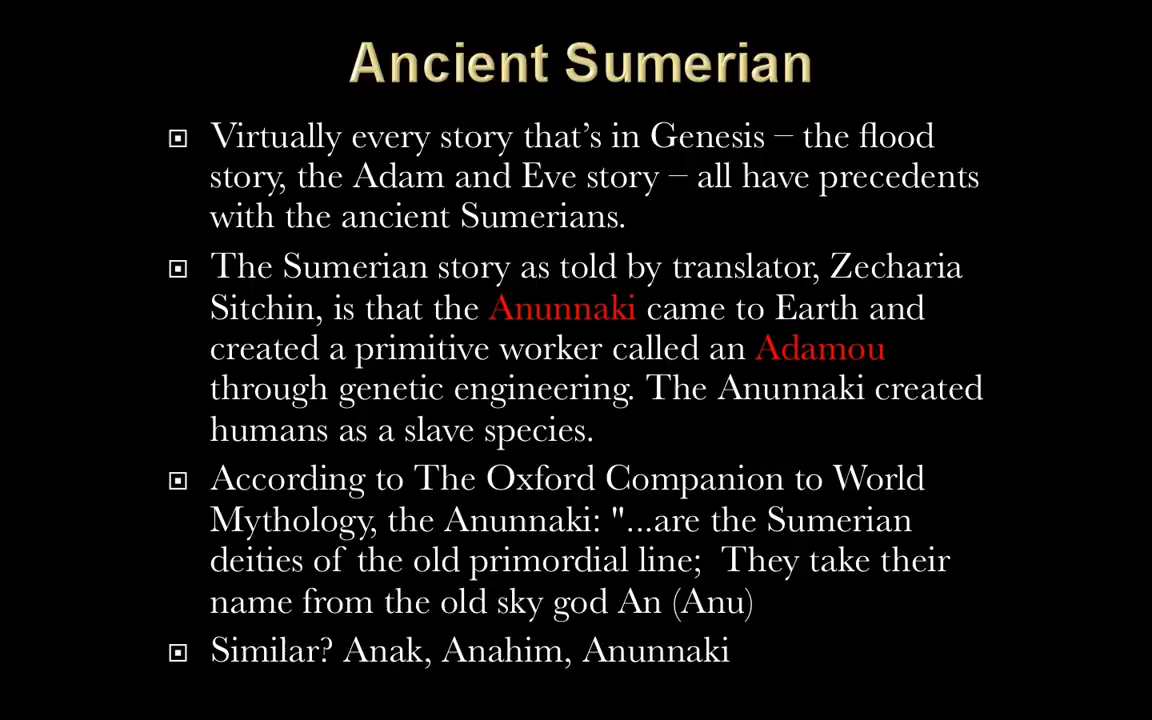 Ancient Sumerian
Virtually every story that’s in Genesis – the flood
story, the Adam and Eve story – all have precedents
with the ancient Sumerians.
The Sumerian story as told by translator, Zecharia
Sitchin, is that the Anunnaki came to Earth and
created a primitive worker called an Adamou
through genetic engineering. The Anunnaki created
humans as a slave species.
According to The Oxford Companion to World
Mythology, the Anunnaki: "...are the Sumerian
deities of the old primordial line;  They take their
name from the old sky god An (Anu)
Similar? Anak, Anahim, Anunnaki